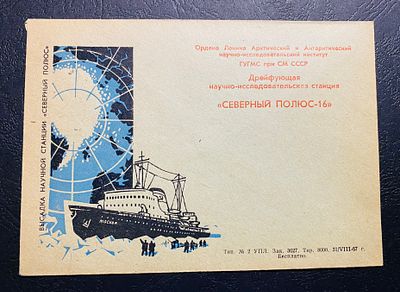 ВЫСАДКА НАУЧНОЙ СТАНЦИИ «СЕВЕРНЫЙ ПОЛЮС»
Ордена Ленина Арктический и Антарктический
научно-исследовательский институт
ГУГМС при СМ СССР
Дрейфующая
научно-исследовательская станция
«СЕВЕРНЫЙ ПОЛЮС-16»
Тип. № 2 УПЛ. Зак. 3027. Тир. 8000. 31/VIII-67 г.
Бесплатно.